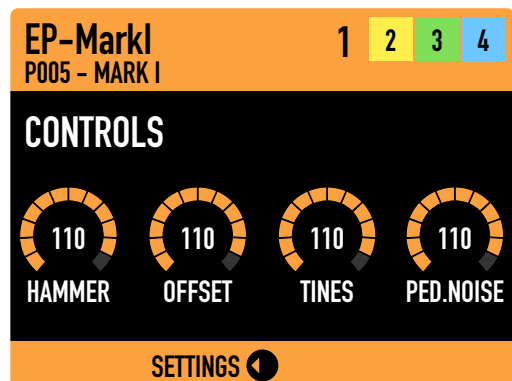 EP-MarkI 1 2 3 4
P005 - MARK I
CONTROLS
110 110 110 110
HAMMER OFFSET TINES PED.NOISE
SETTINGS